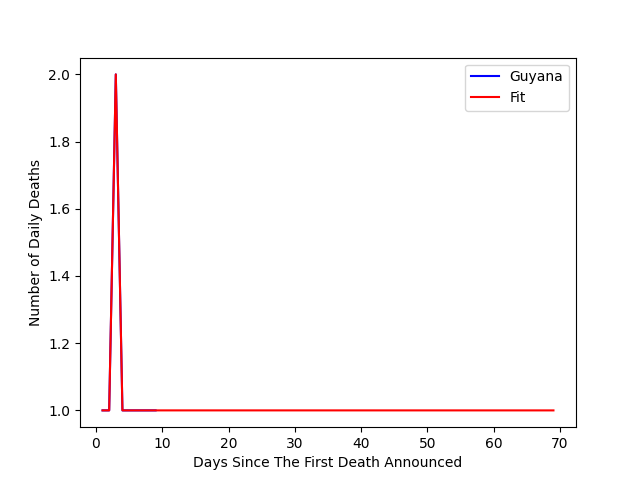 Guyana
Fit
2.0
1.8
1.6
1.4
1.2
1.0
Number of Daily Deaths
0 10 20 30 40 50 60 70
Days Since The First Death Announced